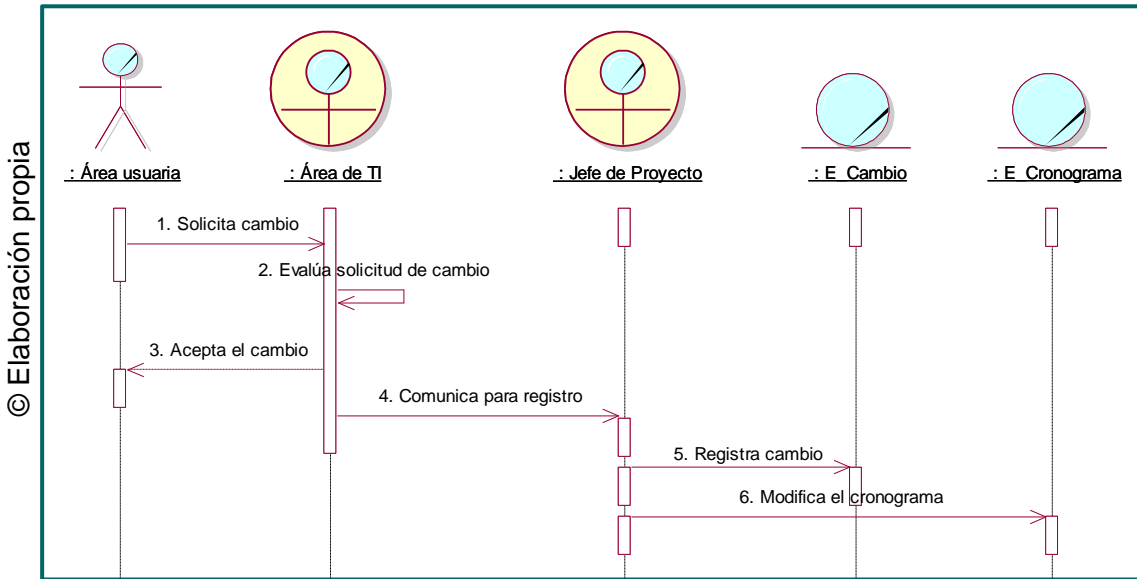 © Elaboración propia
: Área usuaria
: Área de TI
: Jefe de Proyecto
: E_Cambio
: E_Cronograma
1. Solicita cambio
2. Evalúa solicitud de cambio
3. Acepta el cambio
4. Comunica para registro
5. Registra cambio
6. Modifica el cronograma